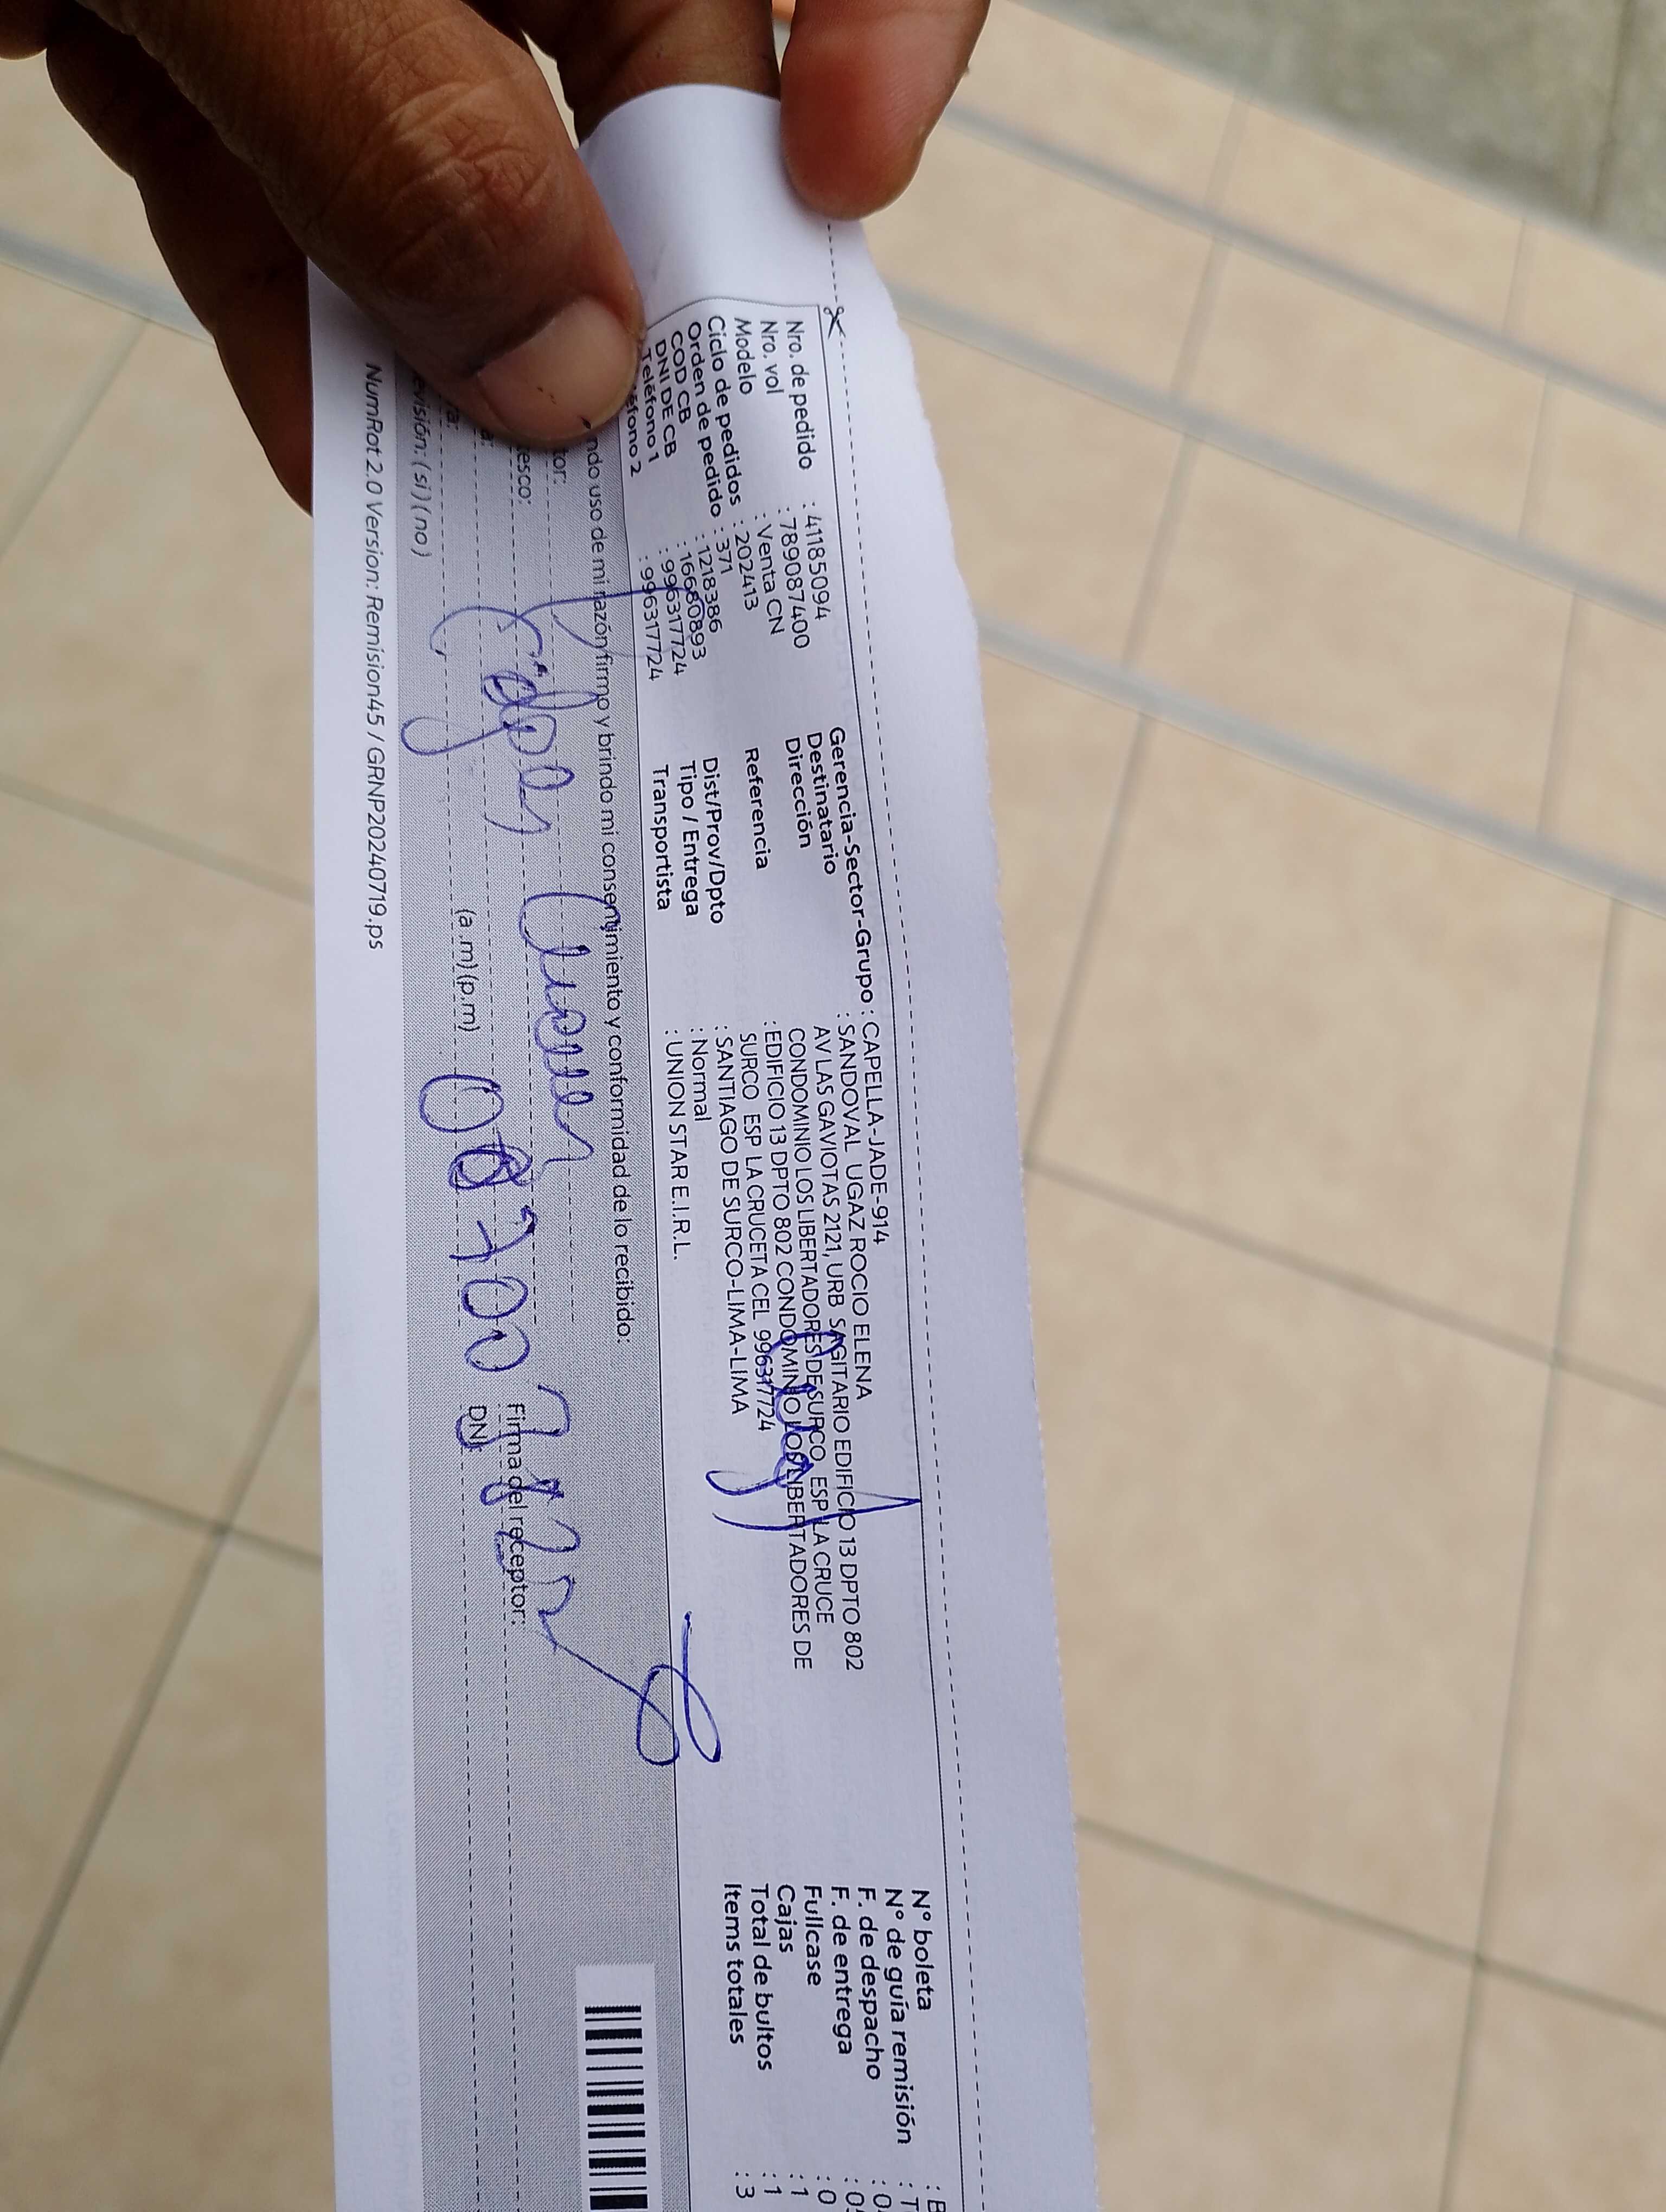 Nro. de pedido : 41185094
Nro. vol : 789087400
Modelo : Venta CN
Ciclo de pedidos : 202413
Orden de pedido : 371
COD CB : 1218386
DNI DE CB : 16680893
Teléfono 1 : 996317724
éfono 2 : 996317724
Gerencia-Sector-Grupo : CAPELLA-JADE-914
Destinatario : SANDOVAL UGAZ ROCIO ELENA
Dirección AV LAS GAVIOTAS 2121, URB SAGITARIO EDIFICIO 13 DPTO 802
CONDOMINIO LOS LIBERTADORES DE SURCO ESP LA CRUCE
Referencia : EDIFICIO 13 DPTO 802 CONDOMINIO LOS LIBERTADORES DE
SURCO ESP LA CRUCETA CEL 996317724
Dist/Prov/Dpto : SANTIAGO DE SURCO-LIMA-LIMA
Tipo / Entrega : Normal
Transportista : UNION STAR E.I.R.L.
N° boleta : B
N° de guía remisión : T
F. de despacho : 0
F. de entrega : 0
Fullcase : 0
Cajas : 1
Total de bultos : 1
Items totales : 3
ndo uso de mi razón firmo y brindo mi consentimiento y conformidad de lo recibido:
tor:
esco:
a:
ra: (a.m) (p.m)
evisión: ( si ) ( no )
Firma del receptor:
DNI:
NumRot 2.0 Version: Remision45 / GRNP20240719.ps